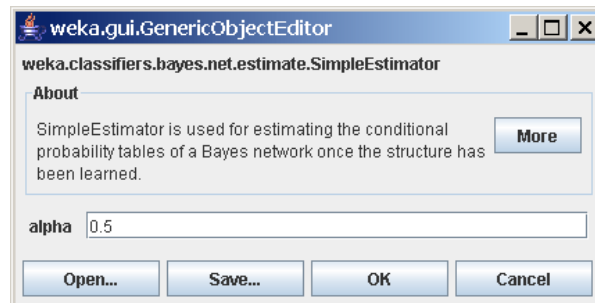 weka.gui.GenericObjectEditor
weka.classifiers.bayes.net.estimate.SimpleEstimator
About
SimpleEstimator is used for estimating the conditional
probability tables of a Bayes network once the structure has
been learned.
More
alpha 0.5
Open... Save... OK Cancel